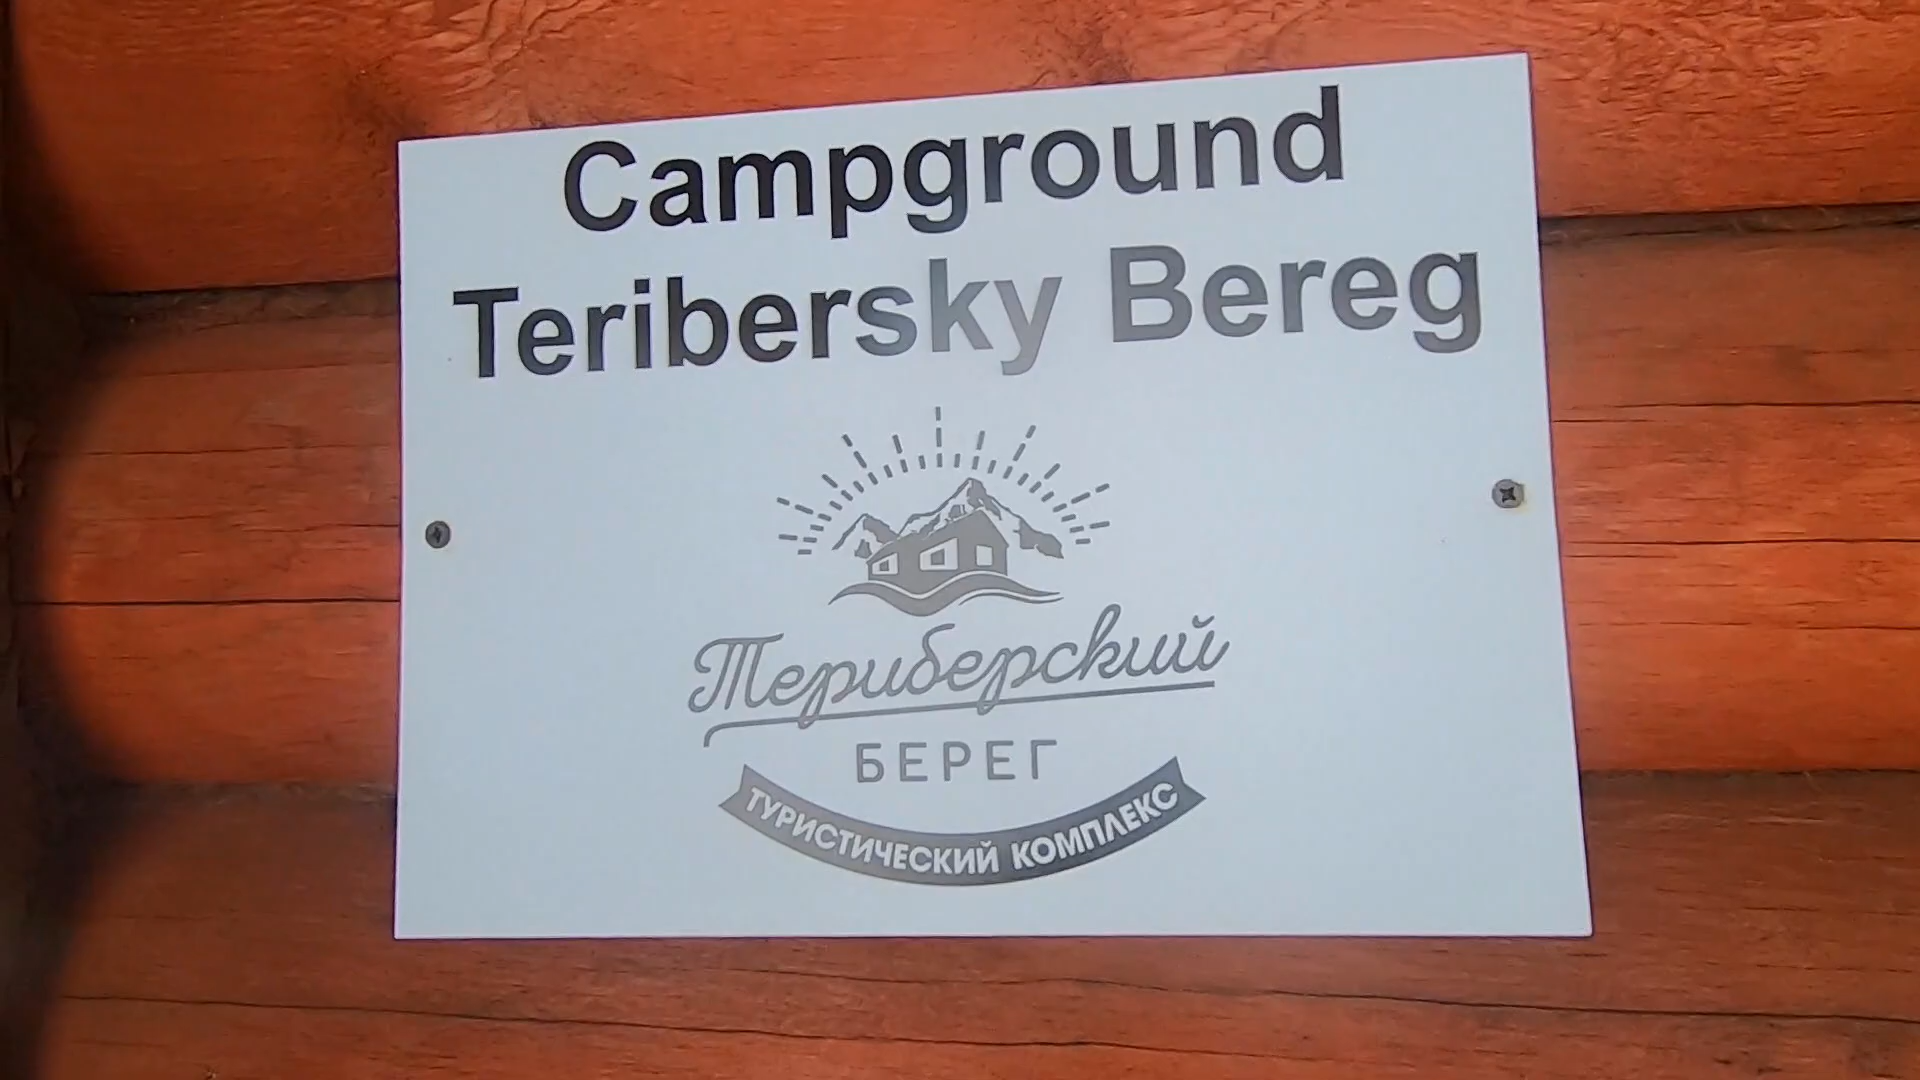 Campground
Teribersky Bereg
Териберский
БЕРЕГ
ТУРИСТИЧЕСКИЙ КОМПЛЕКС